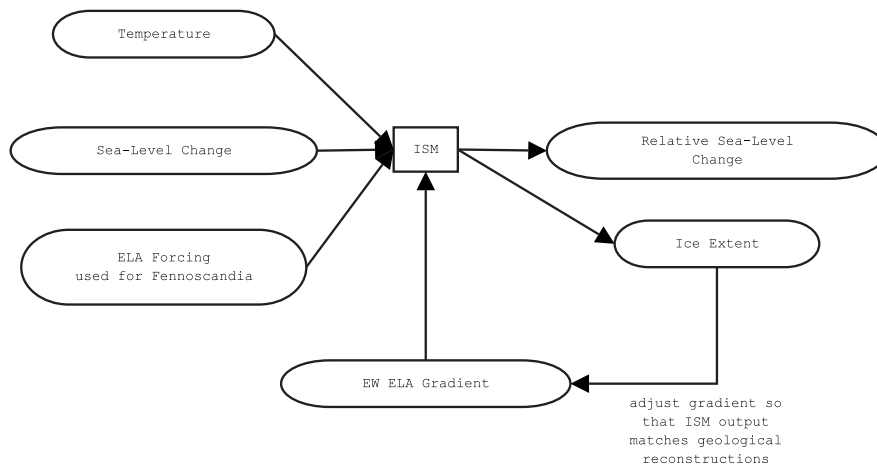 Temperature
Sea-Level Change
ISM
Relative Sea-Level
Change
ELA Forcing
used for Fennoscandia
Ice Extent
EW ELA Gradient
adjust gradient so
that ISM output
matches geological
reconstructions